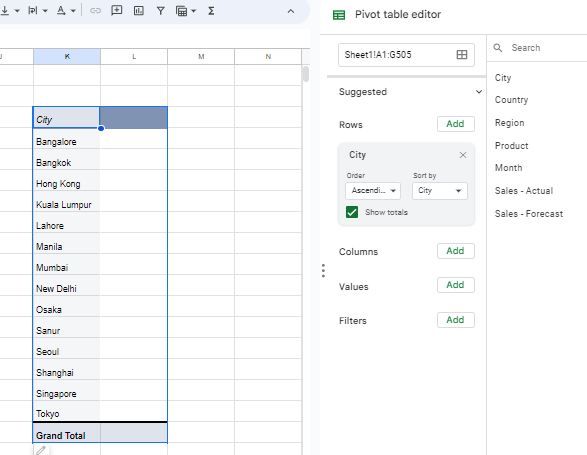 Pivot table editor
K
L
M
N
City
Bangalore
Bangkok
Hong Kong
Kuala Lumpur
Lahore
Manila
Mumbai
New Delhi
Osaka
Sanur
Seoul
Shanghai
Singapore
Tokyo
Grand Total
Sheet1!A1:G505
Suggested
Rows
Add
City
Order
Sort by
Ascendi...
City
Show totals
Columns
Add
Values
Add
Filters
Add
Search
City
Country
Region
Product
Month
Sales - Actual
Sales - Forecast